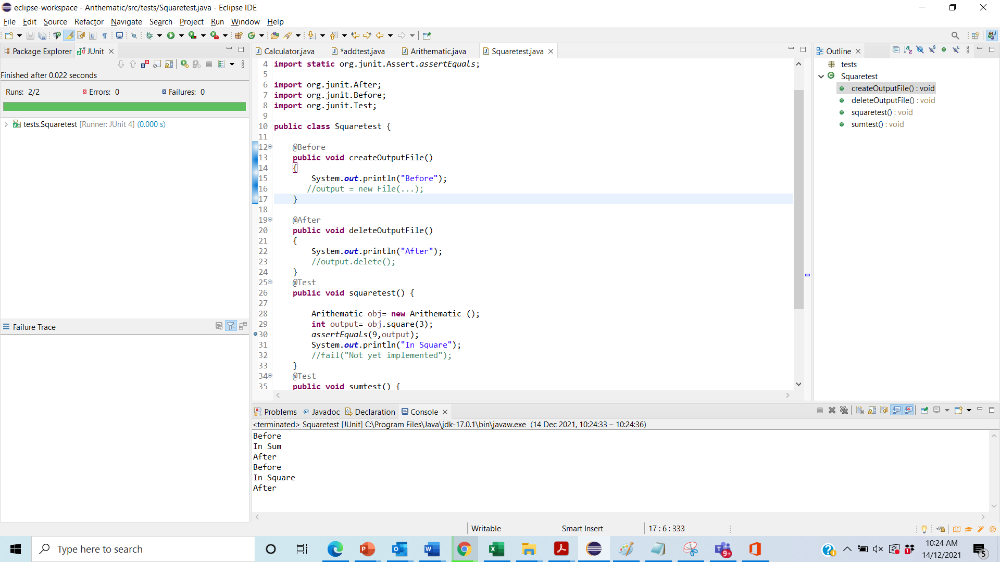 eclipse-workspace - Arithematic/src/tests/Squaretest.java - Eclipse IDE
File Edit Source Refactor Navigate Search Project Run Window Help
Package Explorer JUnit
Finished after 0.022 seconds
Runs: 2/2 Errors: 0 Failures: 0
tests.Squaretest [Runner: JUnit 4] (0.000 s)
Failure Trace
Calculator.java *addtest.java Arithematic.java Squaretest.java
4 import static org.junit.Assert.assertEquals;
5
6 import org.junit.After;
7 import org.junit.Before;
8 import org.junit.Test;
9
10 public class Squaretest {
11
12 @Before
13 public void createOutputFile()
14 {
15 System.out.println("Before");
16 //output = new File(...);
17 }
18
19 @After
20 public void deleteOutputFile()
21 {
22 System.out.println("After");
23 //output.delete();
24 }
25 @Test
26 public void squaretest() {
27
28 Arithematic obj= new Arithematic ();
29 int output= obj.square(3);
30 assertEquals(9,output);
31 System.out.println("In Square");
32 //fail("Not yet implemented");
33 }
34 @Test
35 public void sumtest() {
Outline
tests
Squaretest
createOutputFile() : void
deleteOutputFile() : void
squaretest() : void
sumtest() : void
Problems Javadoc Declaration Console
<terminated> Squaretest [JUnit] C:\Program Files\Java\jdk-17.0.1\bin\javaw.exe (14 Dec 2021, 10:24:33 – 10:24:36)
Before
In Sum
After
Before
In Square
After
Writable Smart Insert 17 : 6 : 333
Type here to search
9+
1
10:24 AM
14/12/2021
5